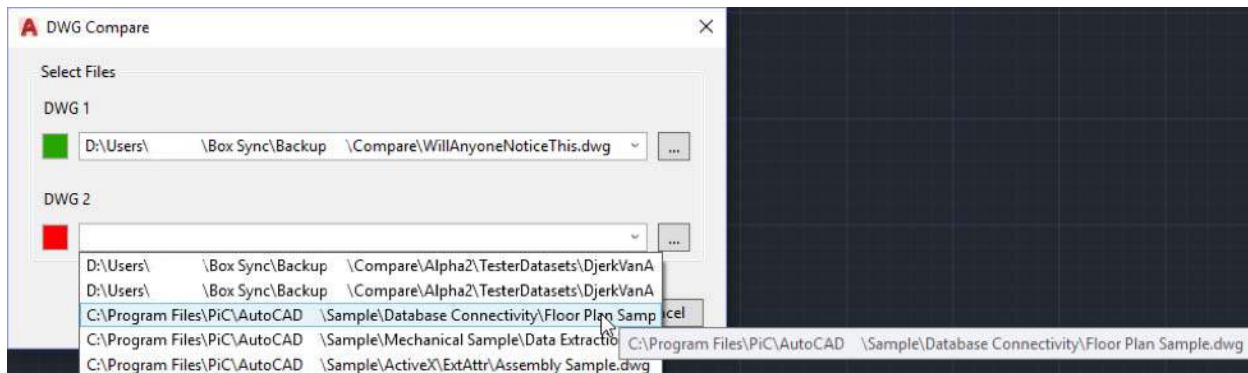 DWG Compare
Select Files
DWG 1
D:\Users\ \Box Sync\Backup \Compare\WillAnyoneNoticeThis.dwg
...
DWG 2
...
D:\Users\ \Box Sync\Backup \Compare\Alpha2\TesterDatasets\DjerkVanA
D:\Users\ \Box Sync\Backup \Compare\Alpha2\TesterDatasets\DjerkVanA
C:\Program Files\PiC\AutoCAD \Sample\Database Connectivity\Floor Plan Samp cel
C:\Program Files\PiC\AutoCAD \Sample\Mechanical Sample\Data Extractio
C:\Program Files\PiC\AutoCAD \Sample\Database Connectivity\Floor Plan Sample.dwg
C:\Program Files\PiC\AutoCAD \Sample\ActiveX\ExtAttr\Assembly Sample.dwg